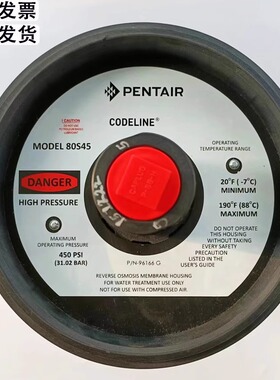 发票
发货
PENTAIR
CODELINE®
CAUTION
MODEL 80S45
DANGER
HIGH PRESSURE
MAXIMUM
OPERATING PRESSURE
450 PSI
(31.02 BAR)
OPERATING
TEMPERATURE RANGE
20°F ( -7°C)
MINIMUM
190°F (88°C)
MAXIMUM
DO NOT OPERATE
THIS HOUSING
WITHOUT TAKING
EVERY SAFETY
PRECAUTION
LISTED IN THE
USER'S GUIDE
P/N-96166 G
REVERSE OSMOSIS MEMBRANE HOUSING
FOR WATER TREATMENT USE ONLY
NOT FOR USE WITH COMPRESSED AIR.